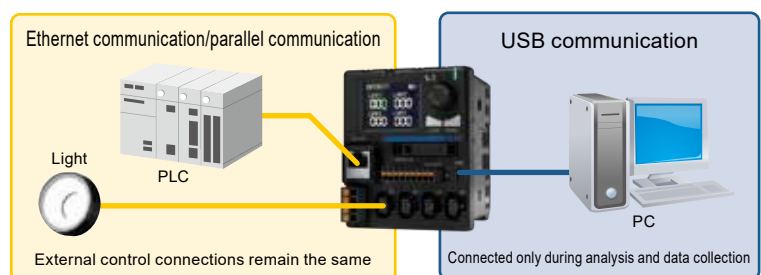 Ethernet communication/parallel communication
USB communication
Light
PLC
PC
External control connections remain the same
Connected only during analysis and data collection